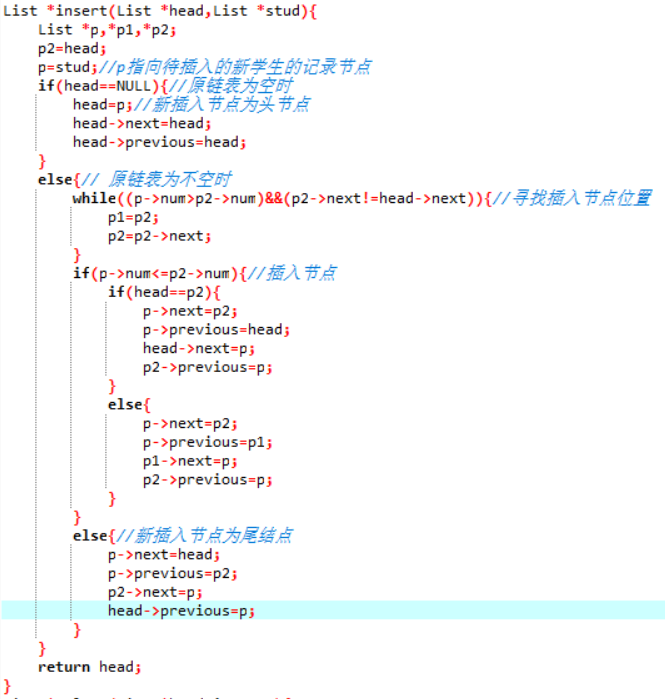 List *insert(List *head,List *stud){
    List *p,*p1,*p2;
    p2=head;
    p=stud;//p指向待插入的新学生的记录节点
    if(head==NULL){//原链表为空时
        head=p;//新插入节点为头节点
        head->next=head;
        head->previous=head;
    }
    else{// 原链表为不空时
        while((p->num>p2->num)&&(p2->next!=head->next)){//寻找插入节点位置
            p1=p2;
            p2=p2->next;
        }
        if(p->num<=p2->num){//插入节点
            if(head==p2){
                p->next=p2;
                p->previous=head;
                head->next=p;
                p2->previous=p;
            }
            else{
                p->next=p2;
                p->previous=p1;
                p1->next=p;
                p2->previous=p;
            }
        }
        else{//新插入节点为尾结点
            p->next=head;
            p->previous=p2;
            p2->next=p;
            head->previous=p;
        }
    }
    return head;
}